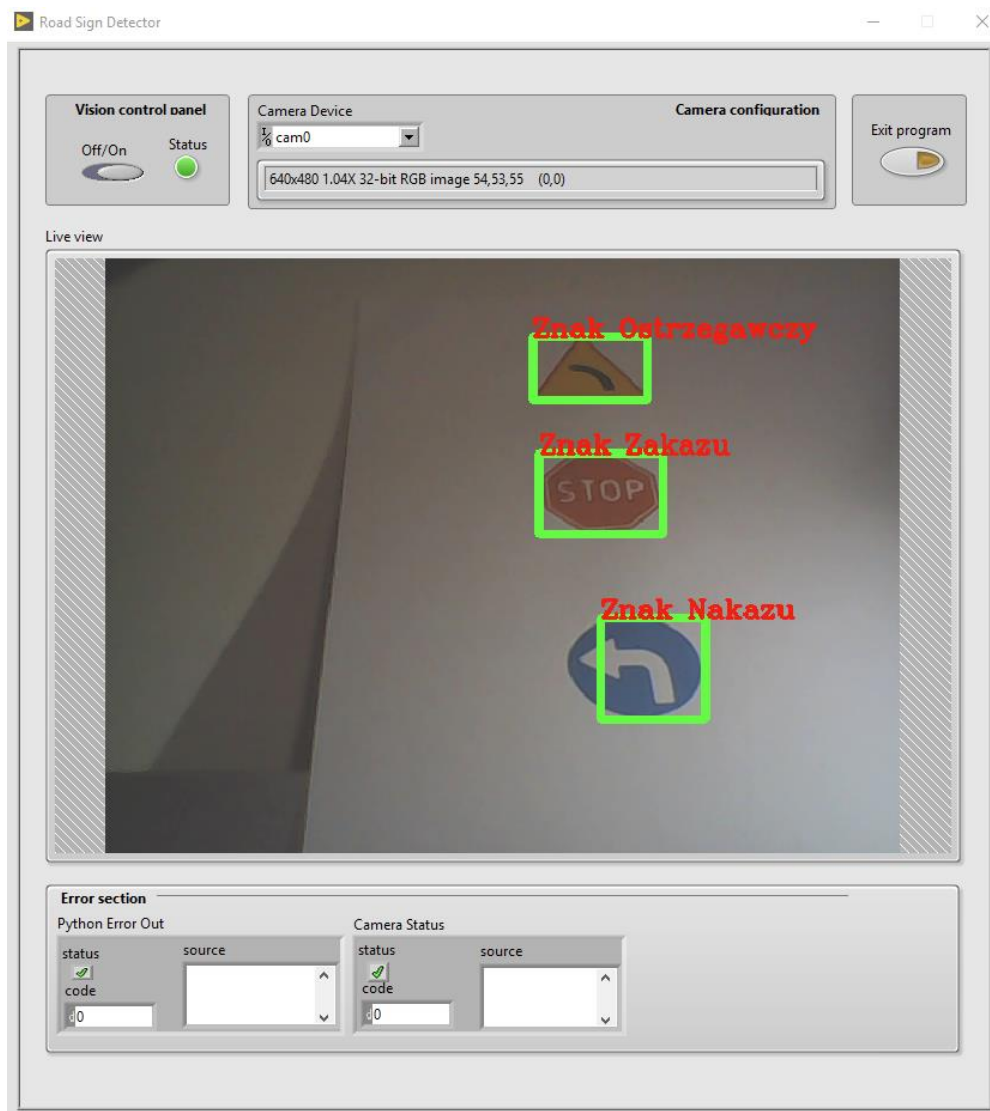 Road Sign Detector
Vision control panel
Off/On
Status
Camera Device
Camera configuration
cam0
640x480 1.04X 32-bit RGB image 54,53,55 (0,0)
Exit program
Live view
Znak Ostrzegawczy
Znak Zakazu
STOP
Znak Nakazu
Error section
Python Error Out
status
source
code
d0
Camera Status
status
source
code
d0